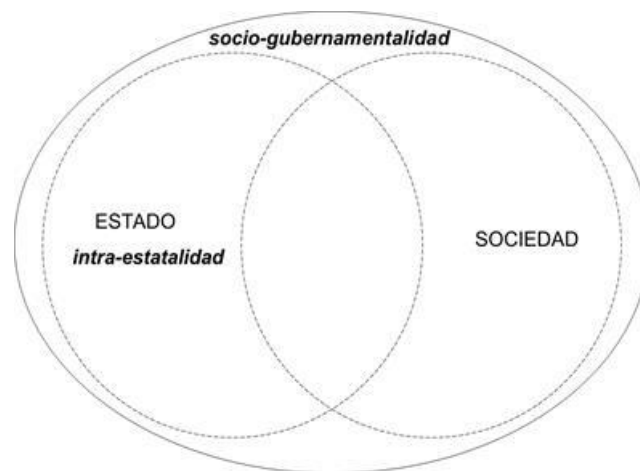 socio-gubernamentalidad
ESTADO
intra-estatalidad
SOCIEDAD